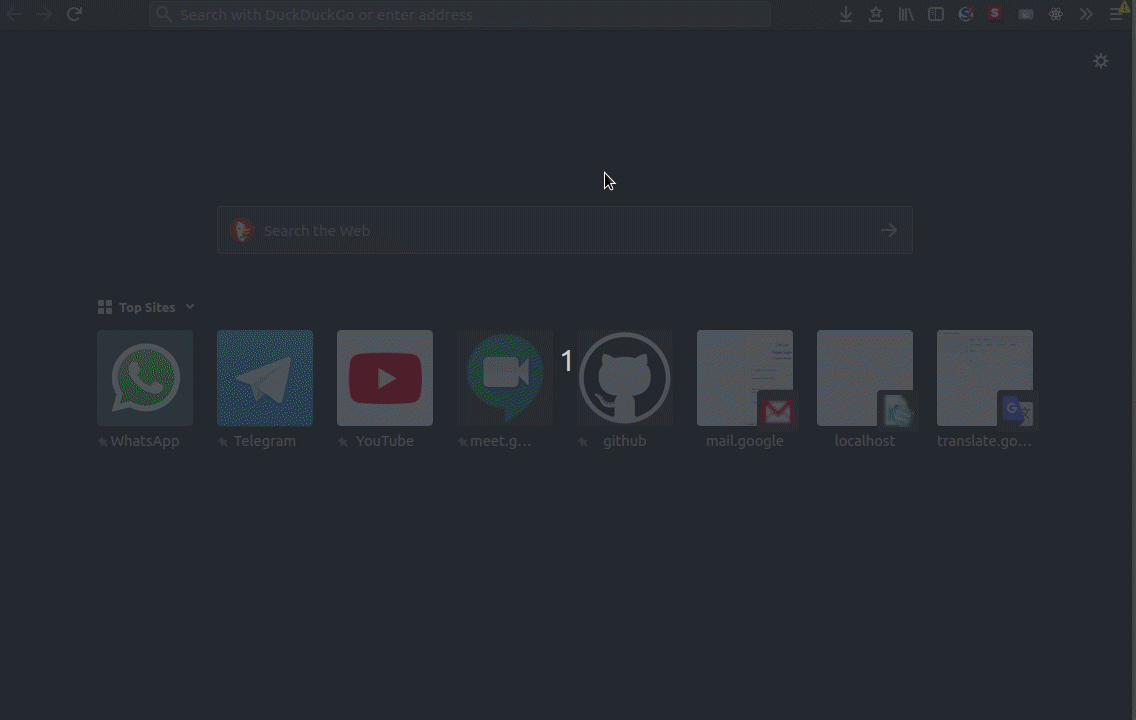 Search with DuckDuckGo or enter address
S
Search the Web
Top Sites
1
WhatsApp
Telegram
YouTube
meet.g...
github
mail.google
localhost
translate.go...